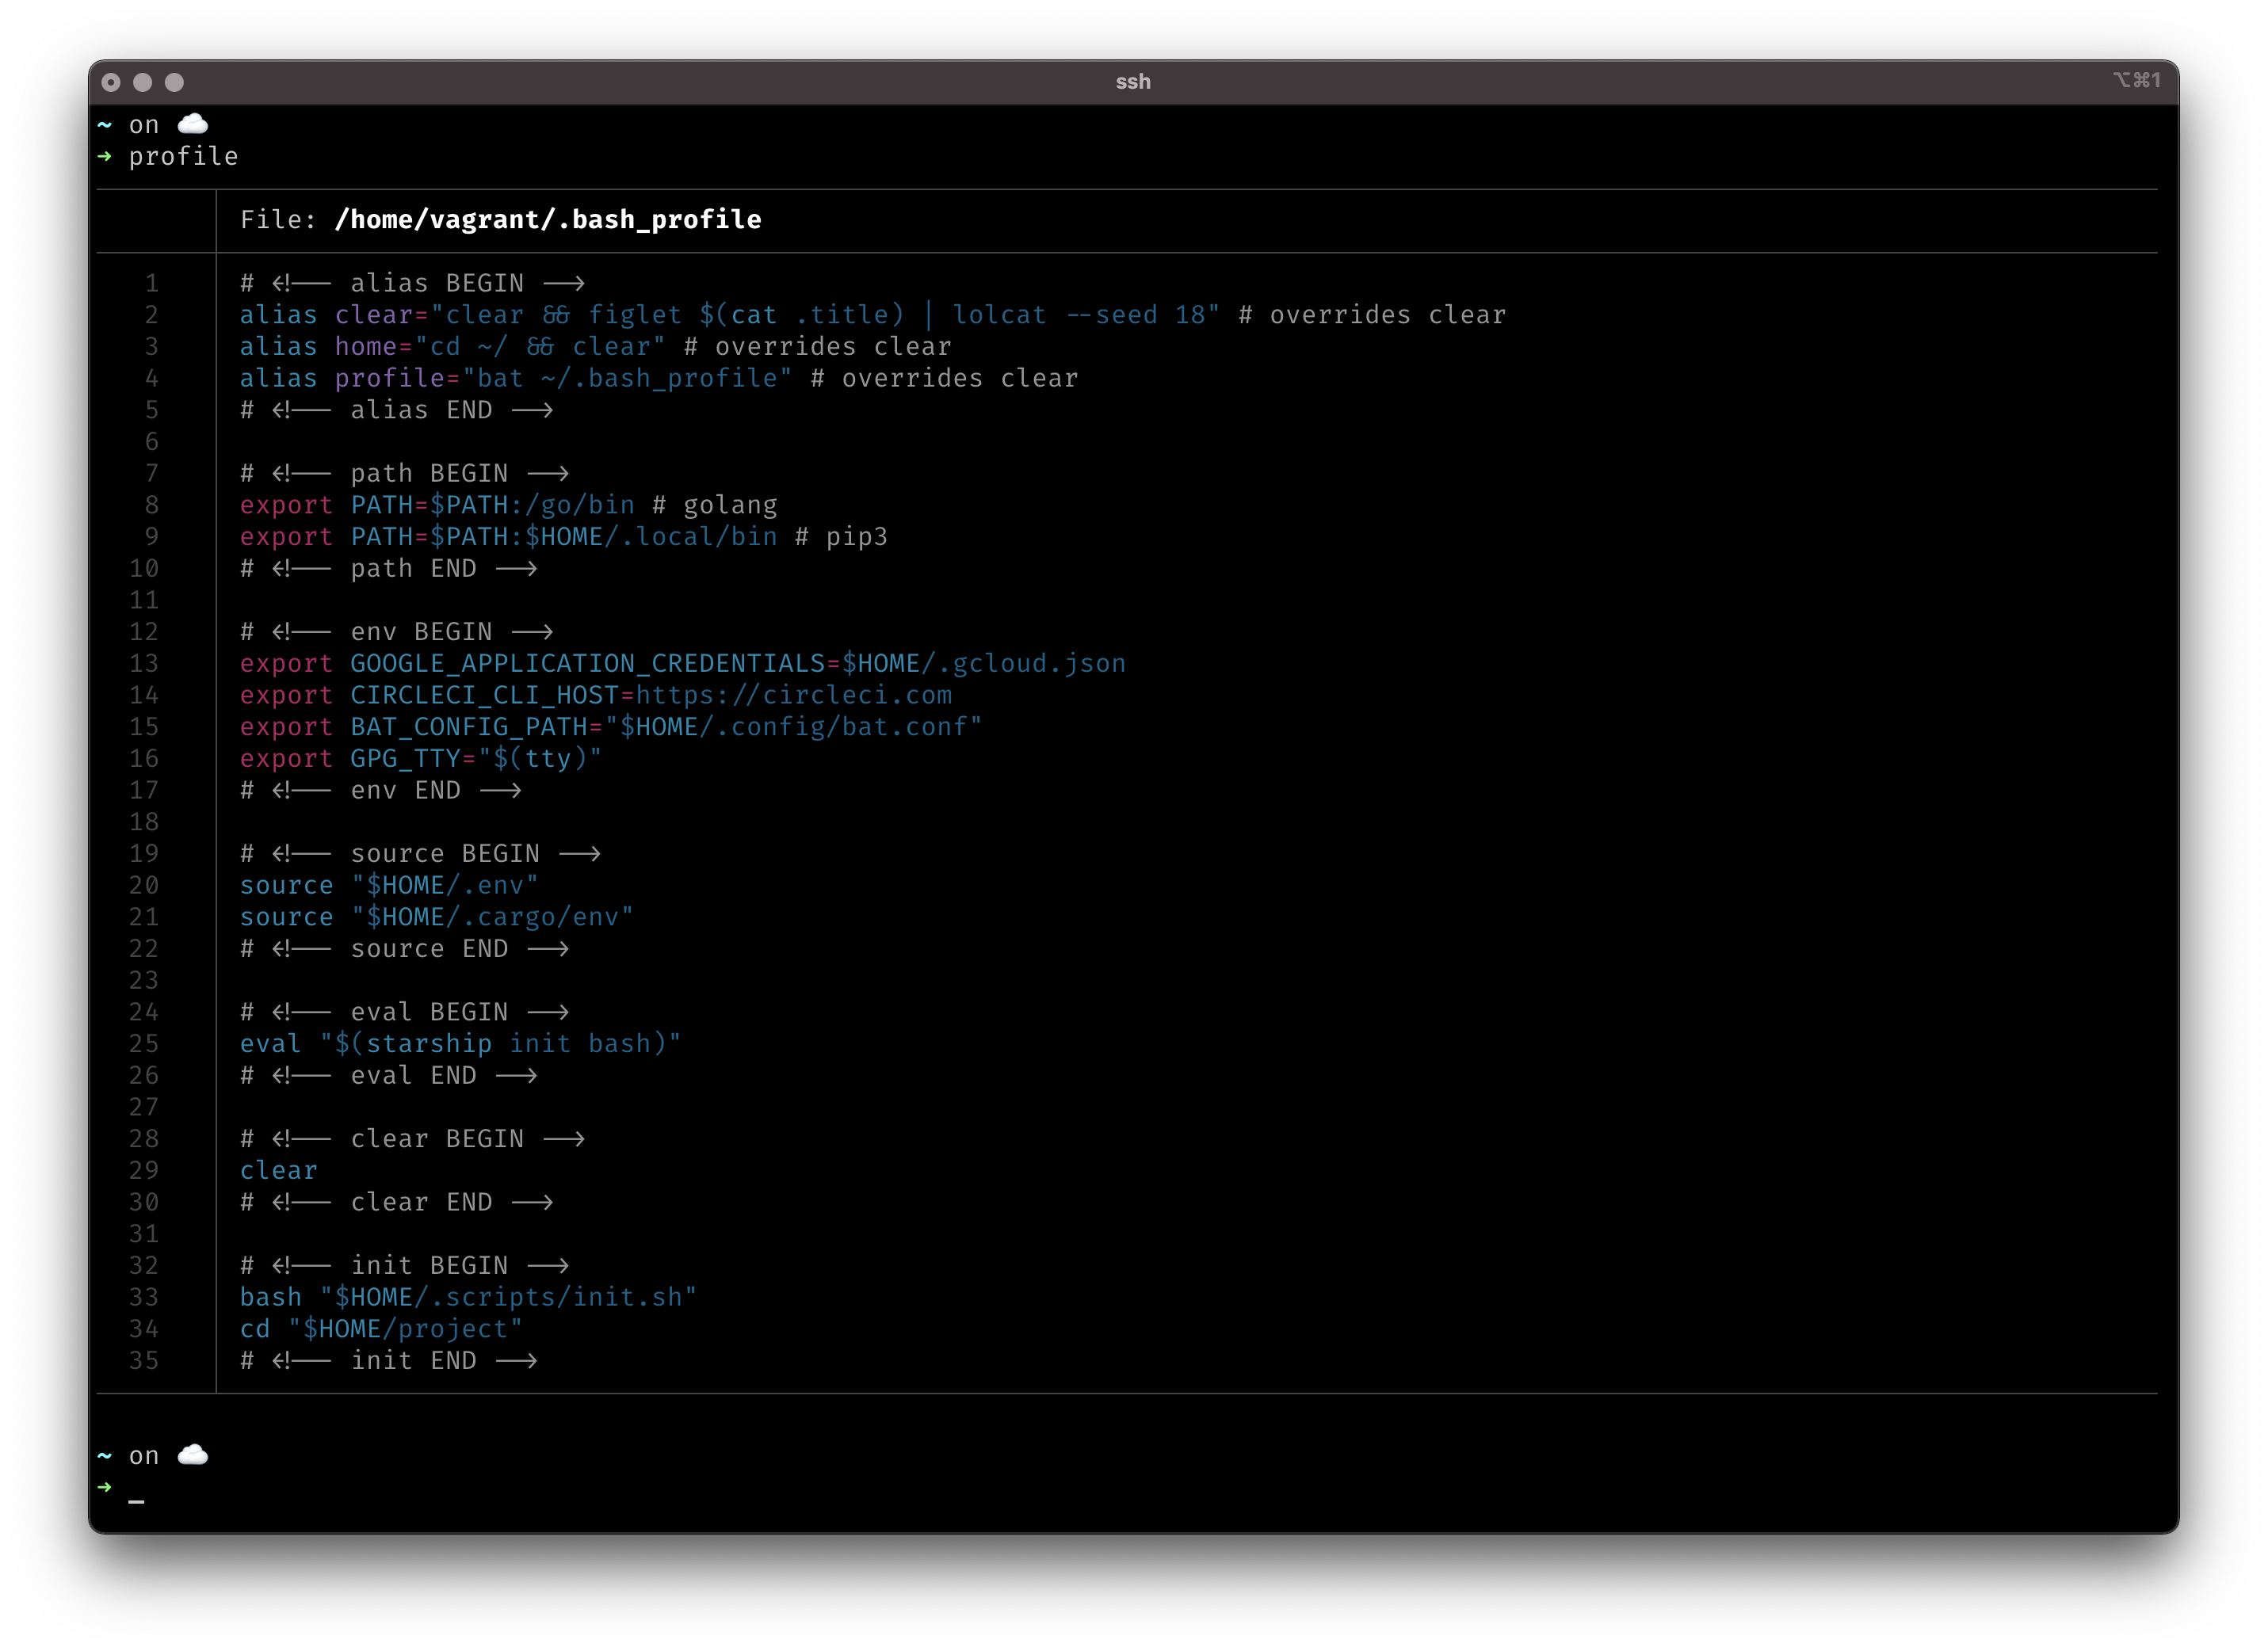 ssh
⌥⌘1
~ on ☁️
➜ profile
File: /home/vagrant/.bash_profile
1 # <!-- alias BEGIN -->
2 alias clear="clear && figlet $(cat .title) | lolcat --seed 18" # overrides clear
3 alias home="cd ~/ && clear" # overrides clear
4 alias profile="bat ~/.bash_profile" # overrides clear
5 # <!-- alias END -->
6
7 # <!-- path BEGIN -->
8 export PATH=$PATH:/go/bin # golang
9 export PATH=$PATH:$HOME/.local/bin # pip3
10 # <!-- path END -->
11
12 # <!-- env BEGIN -->
13 export GOOGLE_APPLICATION_CREDENTIALS=$HOME/.gcloud.json
14 export CIRCLECI_CLI_HOST=https://circleci.com
15 export BAT_CONFIG_PATH="$HOME/.config/bat.conf"
16 export GPG_TTY="$(tty)"
17 # <!-- env END -->
18
19 # <!-- source BEGIN -->
20 source "$HOME/.env"
21 source "$HOME/.cargo/env"
22 # <!-- source END -->
23
24 # <!-- eval BEGIN -->
25 eval "$(starship init bash)"
26 # <!-- eval END -->
27
28 # <!-- clear BEGIN -->
29 clear
30 # <!-- clear END -->
31
32 # <!-- init BEGIN -->
33 bash "$HOME/.scripts/init.sh"
34 cd "$HOME/project"
35 # <!-- init END -->
~ on ☁️
➜ _